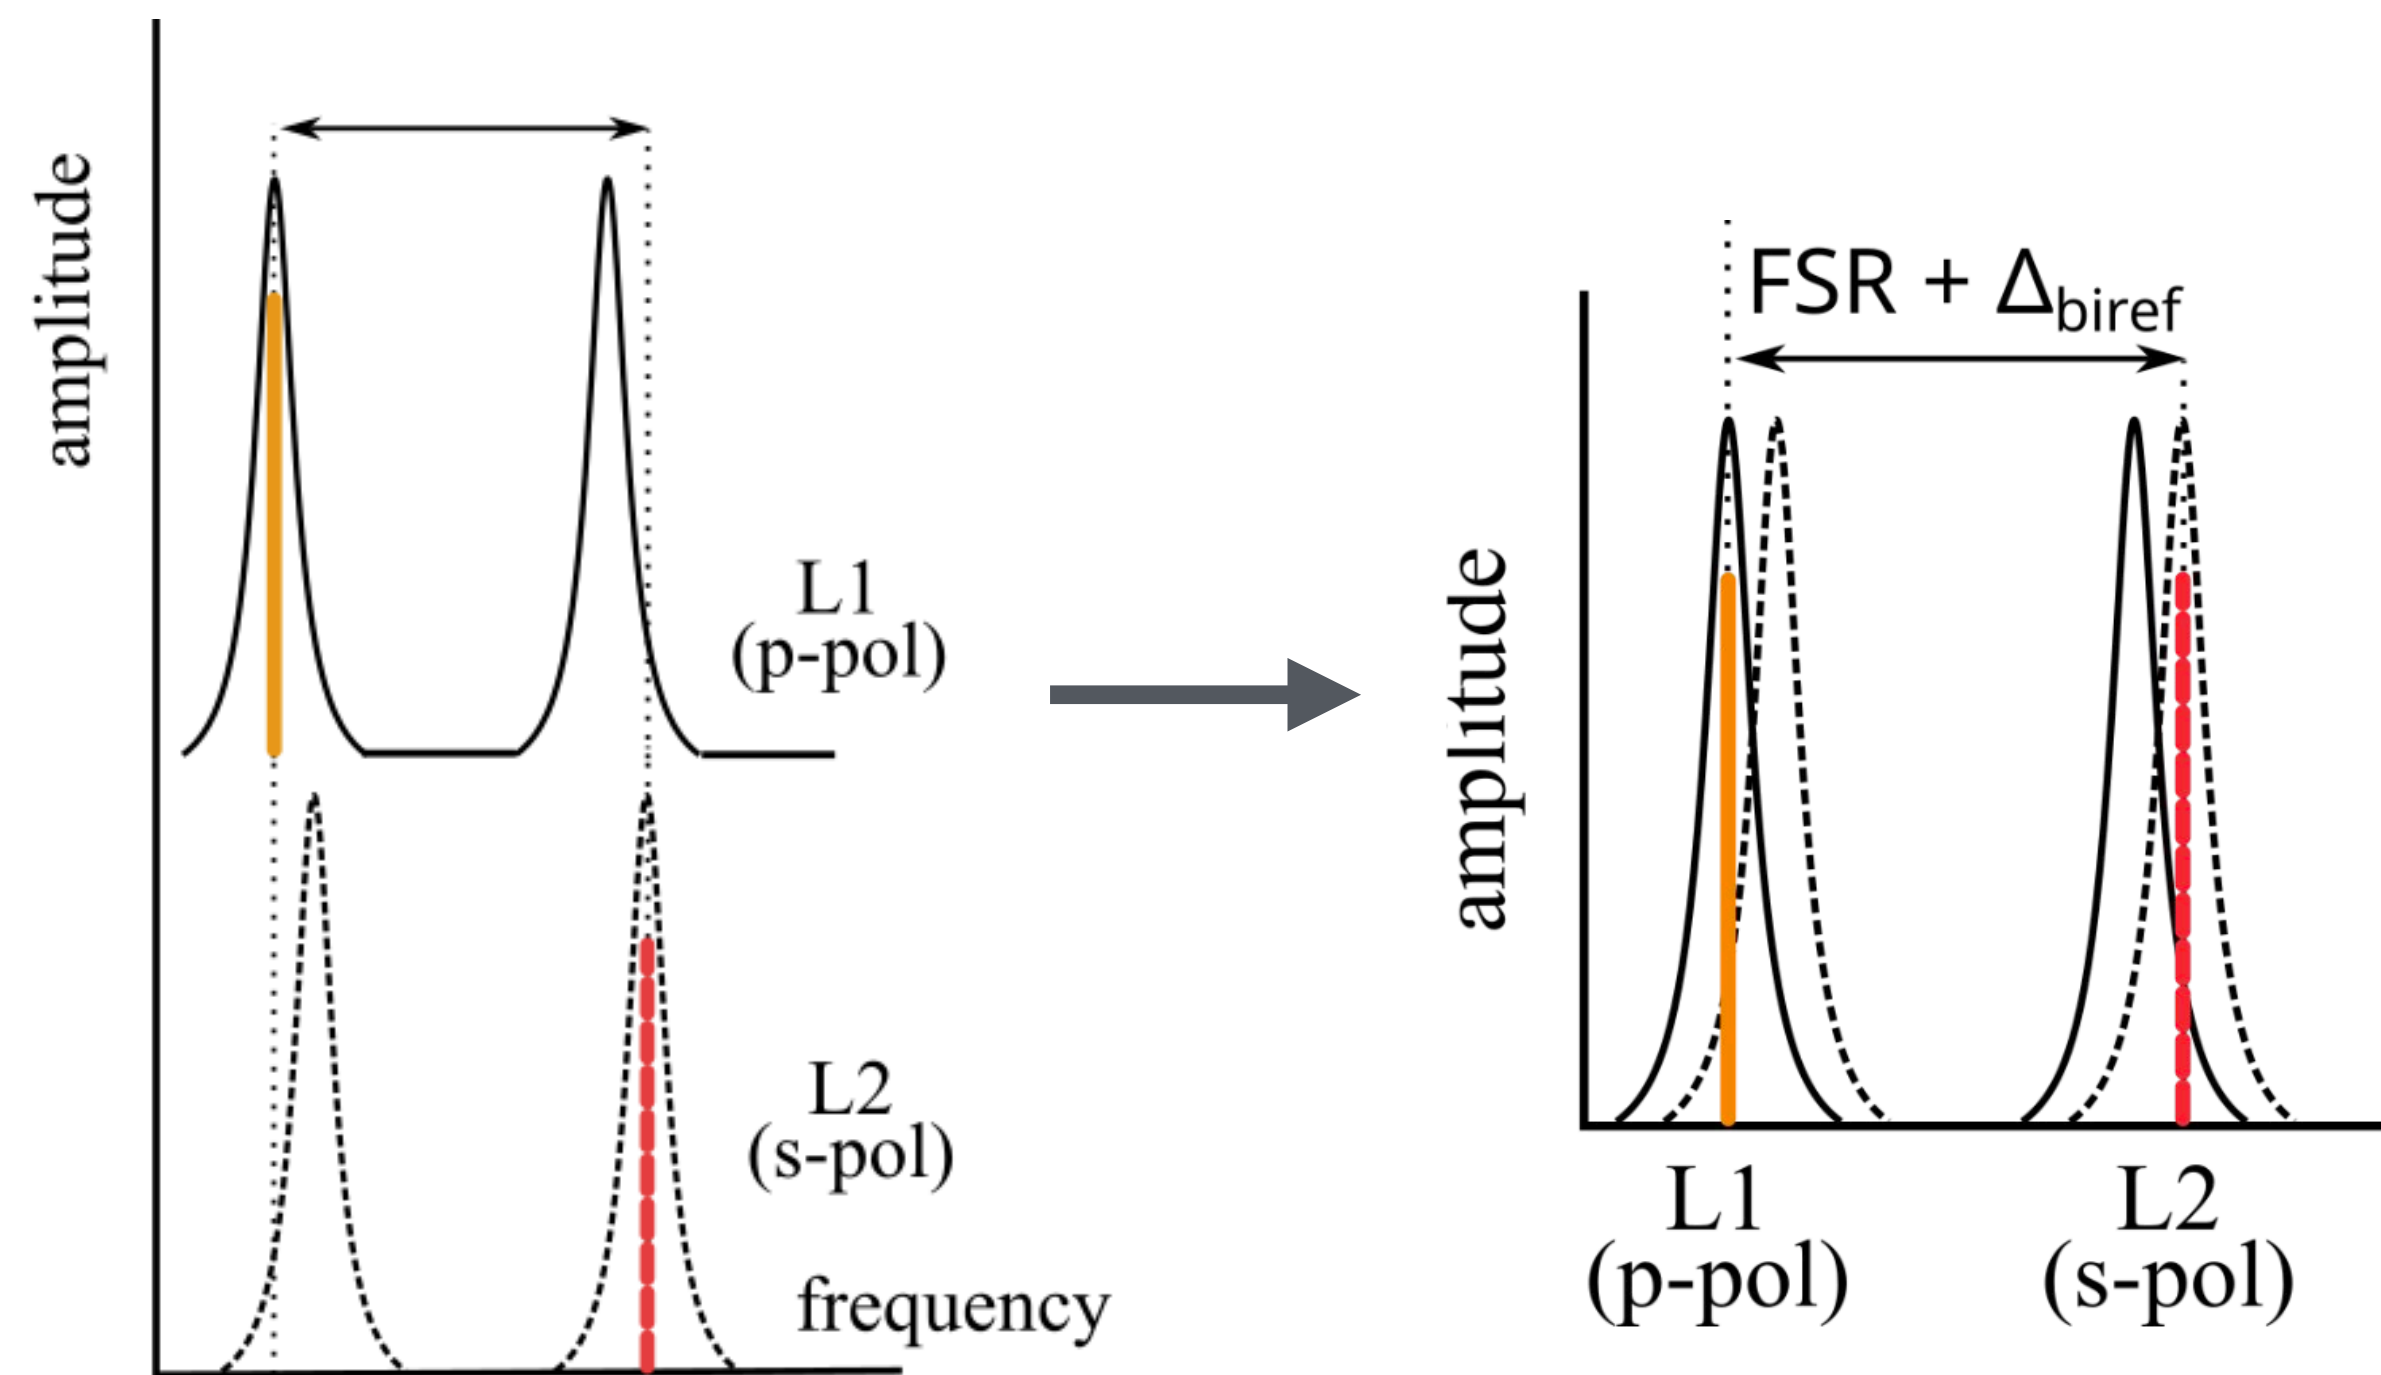 amplitude
L1
(p-pol)
L2
(s-pol)
frequency
FSR + Δbiref
amplitude
L1
(p-pol)
L2
(s-pol)